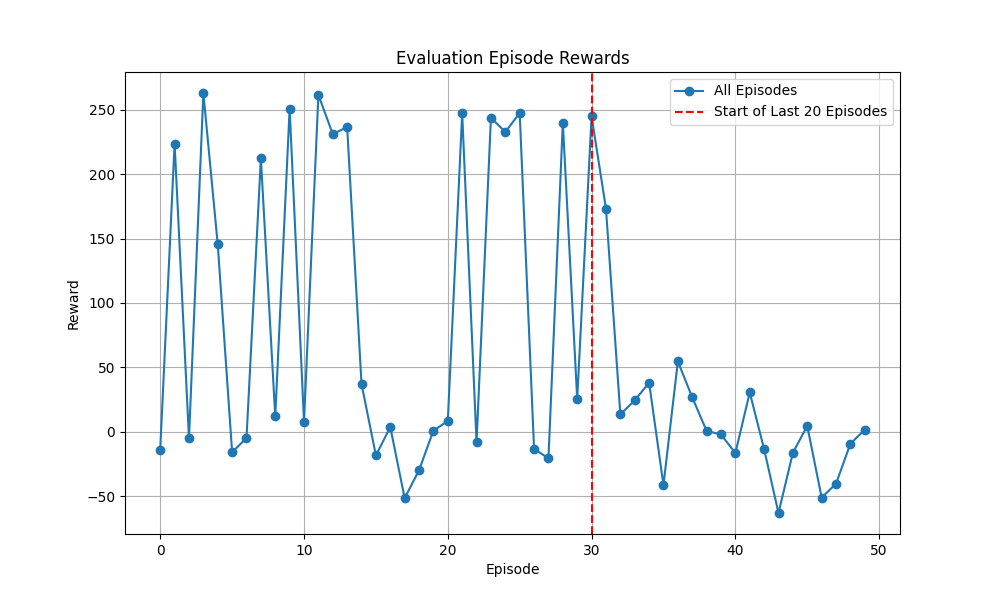 Evaluation Episode Rewards
All Episodes
Start of Last 20 Episodes
Reward
250
200
150
100
50
0
−50
0 10 20 30 40 50
Episode